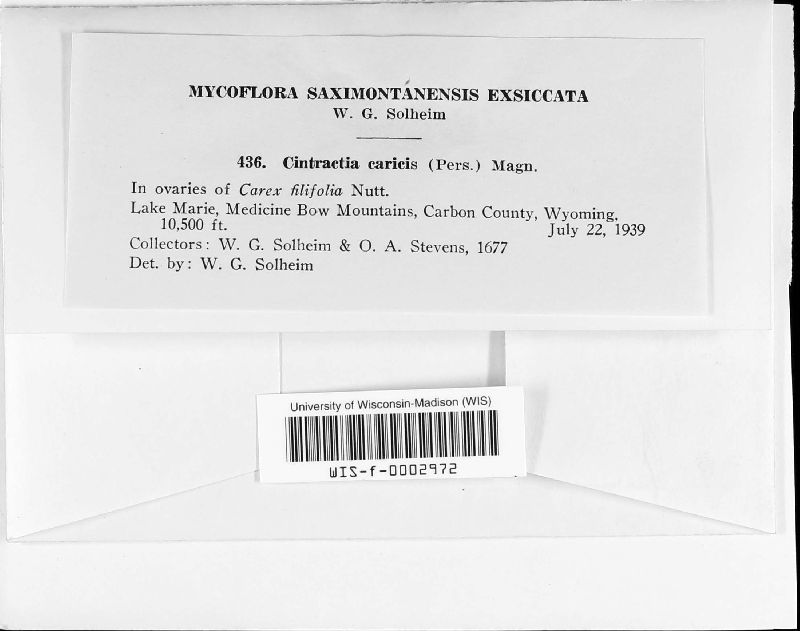 MYCOFLORA SAXIMONTÁNENSIS EXSICCATA
W. G. Solheim
436. Cintractia caricis (Pers.) Magn.
In ovaries of Carex filifolia Nutt.
Lake Marie, Medicine Bow Mountains, Carbon County, Wyoming,
10,500 ft. July 22, 1939
Collectors: W. G. Solheim & O. A. Stevens, 1677
Det. by: W. G. Solheim
University of Wisconsin-Madison (WIS)
WIS-f-0002972